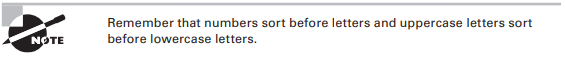 Remember that numbers sort before letters and uppercase letters sort
before lowercase letters.
NOTE